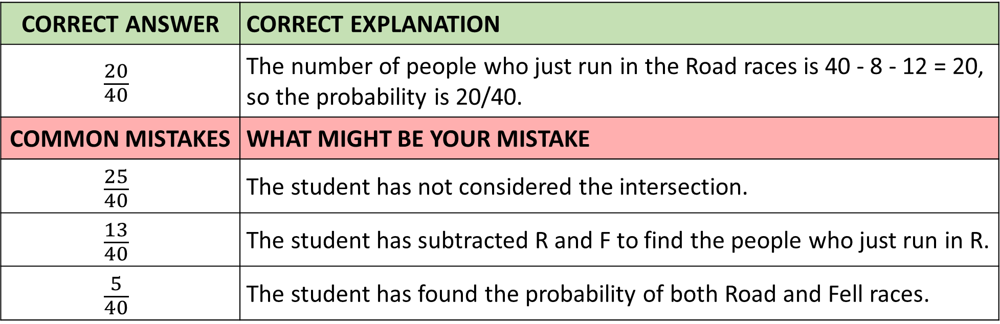 CORRECT ANSWER
CORRECT EXPLANATION
20
40
The number of people who just run in the Road races is 40 - 8 - 12 = 20,
so the probability is 20/40.
COMMON MISTAKES
WHAT MIGHT BE YOUR MISTAKE
25
40
The student has not considered the intersection.
13
40
The student has subtracted R and F to find the people who just run in R.
5
40
The student has found the probability of both Road and Fell races.